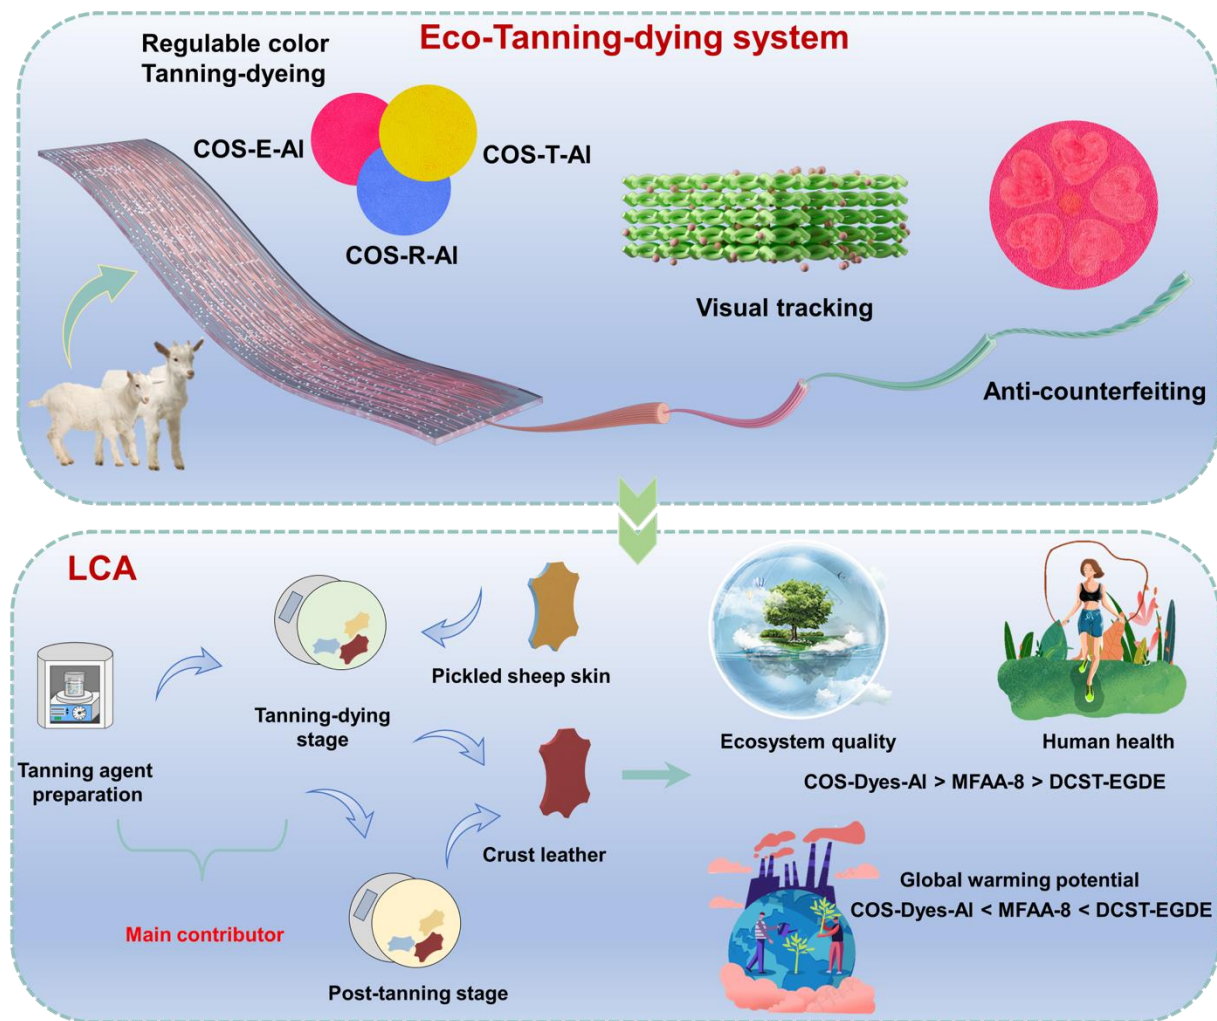 Eco-Tanning-dying system
Regulable color
Tanning-dyeing
COS-E-Al
COS-T-Al
COS-R-Al
Visual tracking
Anti-counterfeiting
LCA
Pickled sheep skin
Tanning-dying
stage
Tanning agent
preparation
Crust leather
Main contributor
Post-tanning stage
Ecosystem quality
Human health
COS-Dyes-Al > MFAA-8 > DCST-EGDE
Global warming potential
COS-Dyes-Al < MFAA-8 < DCST-EGDE